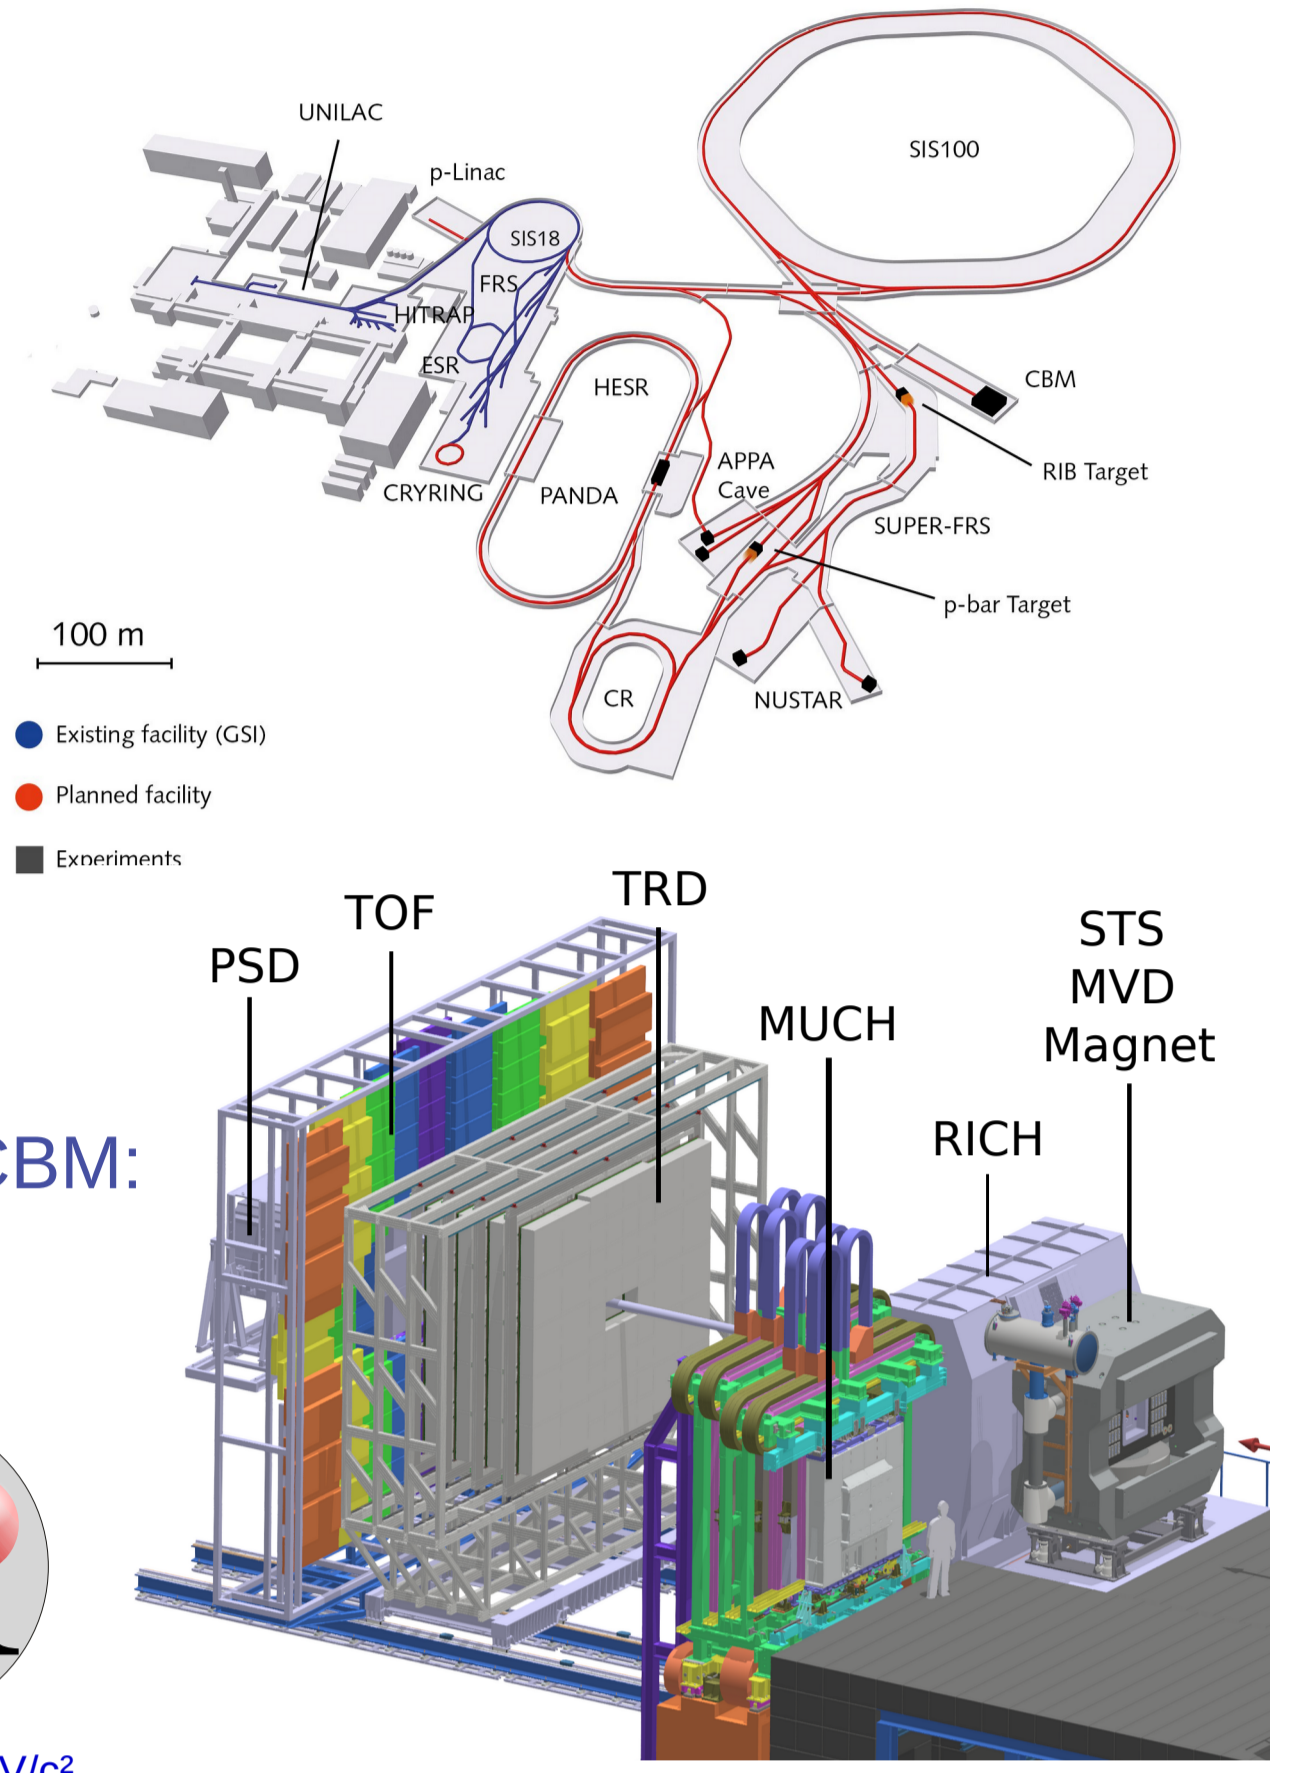 UNILAC
p-Linac
SIS100
SIS18
FRS
HITRAP
ESR
HESR
CBM
APPA
Cave
RIB Target
CRYRING
PANDA
SUPER-FRS
p-bar Target
100 m
CR
NUSTAR
Existing facility (GSI)
Planned facility
Experiments
TRD
TOF
STS
MVD
Magnet
PSD
MUCH
RICH
CBM:
V/c²